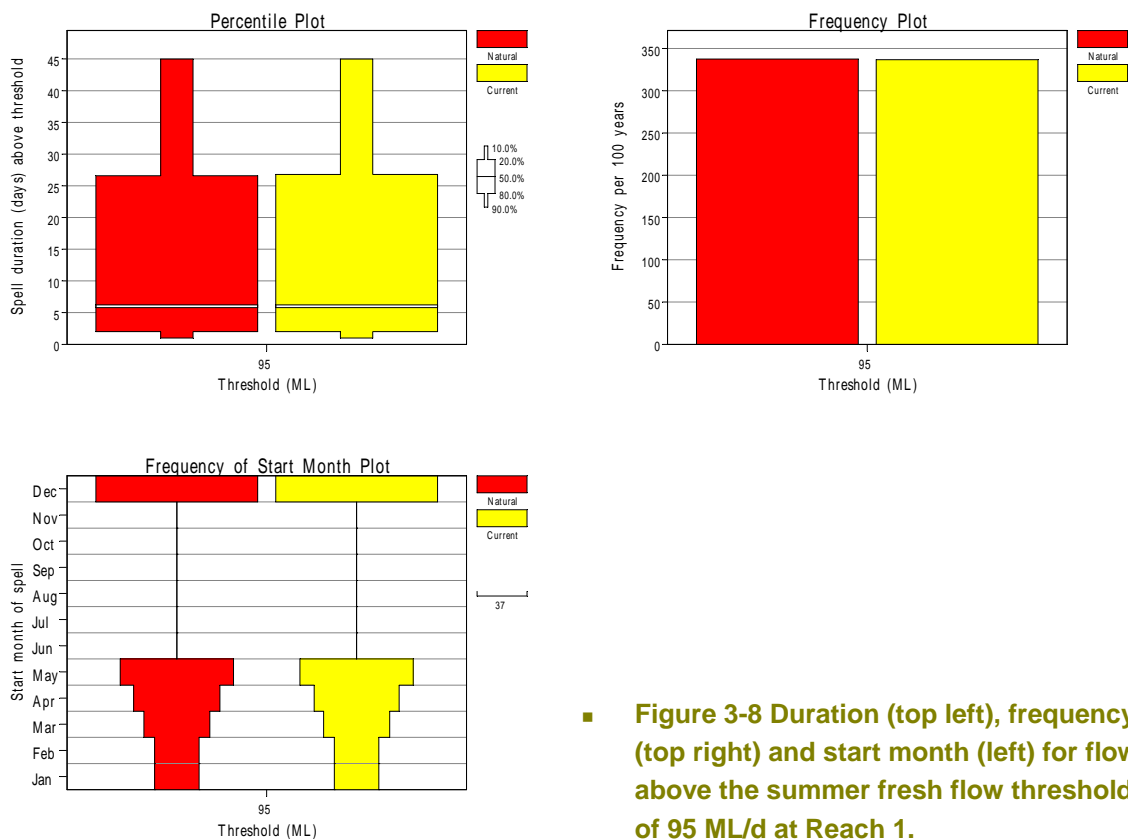 Percentile Plot
Spell duration (days) above threshold
45
40
35
30
25
20
15
10
5
0
95
Threshold (ML)
Natural
Current
10.0%
20.0%
50.0%
80.0%
90.0%
Frequency Plot
Frequency per 100 years
350
300
250
200
150
100
50
0
95
Threshold (ML)
Natural
Current
Frequency of Start Month Plot
Start month of spell
Dec
Nov
Oct
Sep
Aug
Jul
Jun
May
Apr
Mar
Feb
Jan
95
Threshold (ML)
Natural
Current
37
▪ Figure 3-8 Duration (top left), frequency
(top right) and start month (left) for flow
above the summer fresh flow threshold
of 95 ML/d at Reach 1.